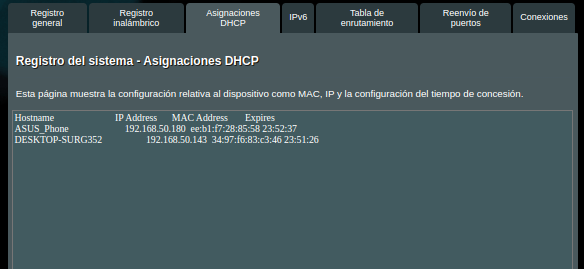 Registro general
Registro inalámbrico
Asignaciones DHCP
IPv6
Tabla de enrutamiento
Reenvío de puertos
Conexiones
Registro del sistema - Asignaciones DHCP
Esta página muestra la configuración relativa al dispositivo como MAC, IP y la configuración del tiempo de concesión.
Hostname IP Address MAC Address Expires
ASUS_Phone 192.168.50.180 ee:b1:f7:28:85:58 23:52:37
DESKTOP-SURG352 192.168.50.143 34:97:f6:83:c3:46 23:51:26